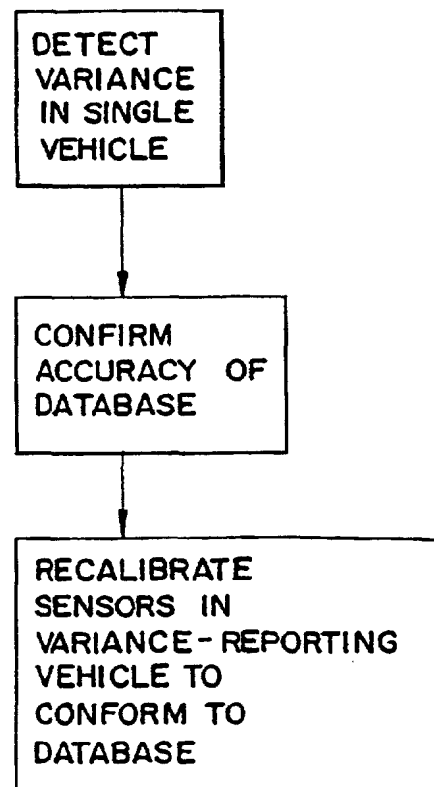 DETECT
VARIANCE
IN SINGLE
VEHICLE
CONFIRM
ACCURACY OF
DATABASE
RECALIBRATE
SENSORS IN
VARIANCE-REPORTING
VEHICLE TO
CONFORM TO
DATABASE